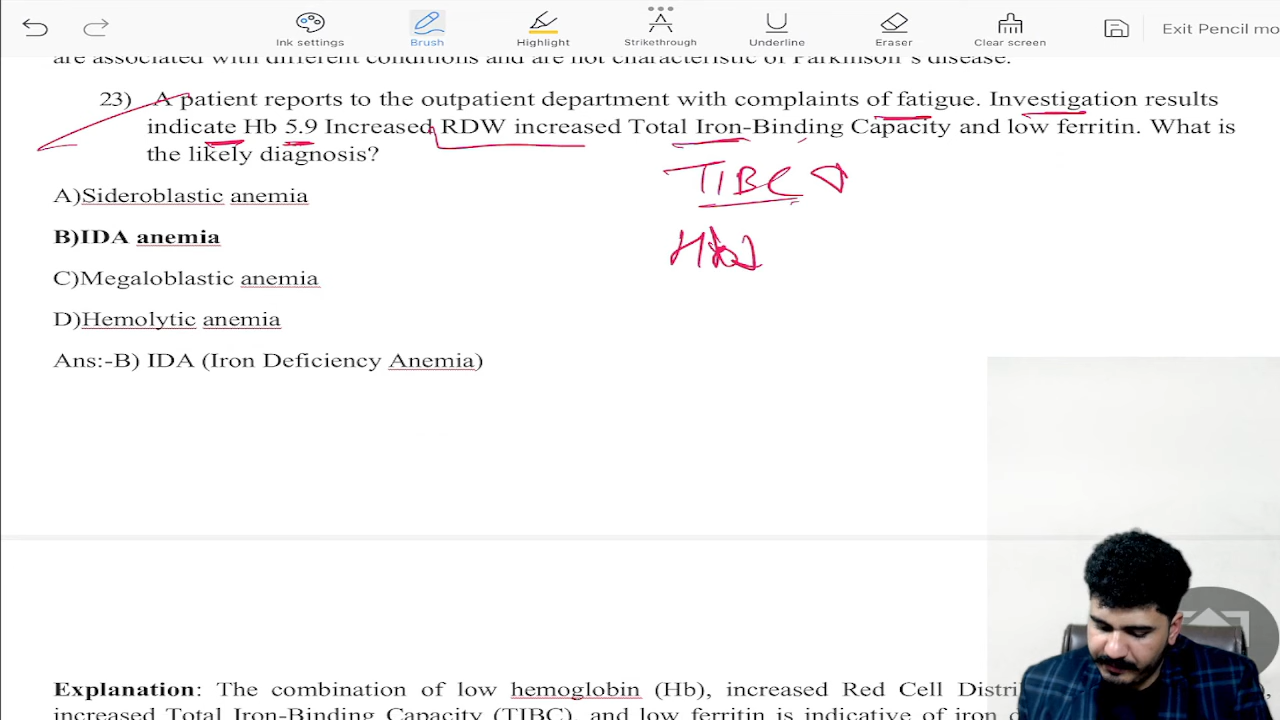 Ink settings
Brush
Highlight
Strikethrough
Underline
Eraser
Clear screen
Exit Pencil mo
are associated with different conditions and are not characteristic of Parkinson's disease.
23) A patient reports to the outpatient department with complaints of fatigue. Investigation results
indicate Hb 5.9 Increased RDW increased Total Iron-Binding Capacity and low ferritin. What is
the likely diagnosis?
TIBC
A)Sideroblastic anemia
B)IDA anemia
Hb
C)Megaloblastic anemia
D)Hemolytic anemia
Ans:-B) IDA (Iron Deficiency Anemia)
Explanation: The combination of low hemoglobin (Hb), increased Red Cell Distri
increased Total Iron-Binding Capacity (TIBC), and low ferritin is indicative of iron